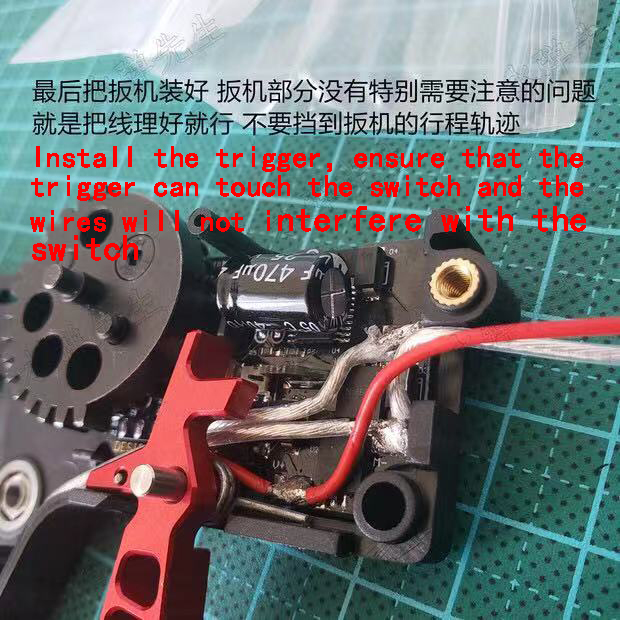 最后把扳机装好 扳机部分没有特别需要注意的问题
就是把线理好就行 不要挡到扳机的行程轨迹
Install the trigger, ensure that the
trigger can touch the switch and the
wires will not interfere with the
switch
470µF
U4
DESI